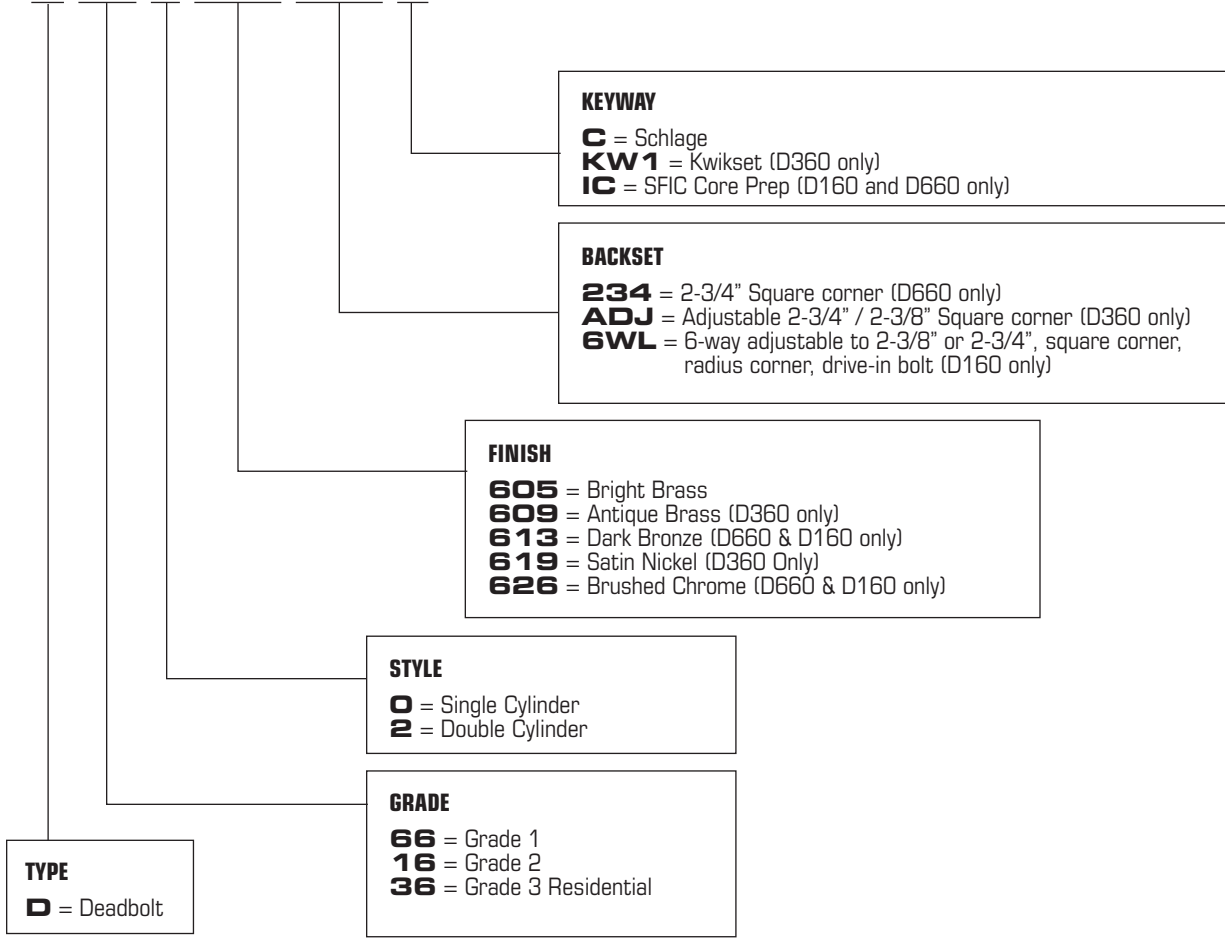 KEYWAY
C = Schlage
KW1 = Kwikset (D360 only)
IC = SFIC Core Prep (D160 and D660 only)
BACKSET
234 = 2-3/4” Square corner (D660 only)
ADJ = Adjustable 2-3/4” / 2-3/8” Square corner (D360 only)
6WL = 6-way adjustable to 2-3/8” or 2-3/4”, square corner,
radius corner, drive-in bolt (D160 only)
FINISH
605 = Bright Brass
609 = Antique Brass (D360 only)
613 = Dark Bronze (D660 & D160 only)
619 = Satin Nickel (D360 Only)
626 = Brushed Chrome (D660 & D160 only)
STYLE
0 = Single Cylinder
2 = Double Cylinder
GRADE
66 = Grade 1
16 = Grade 2
36 = Grade 3 Residential
TYPE
D = Deadbolt